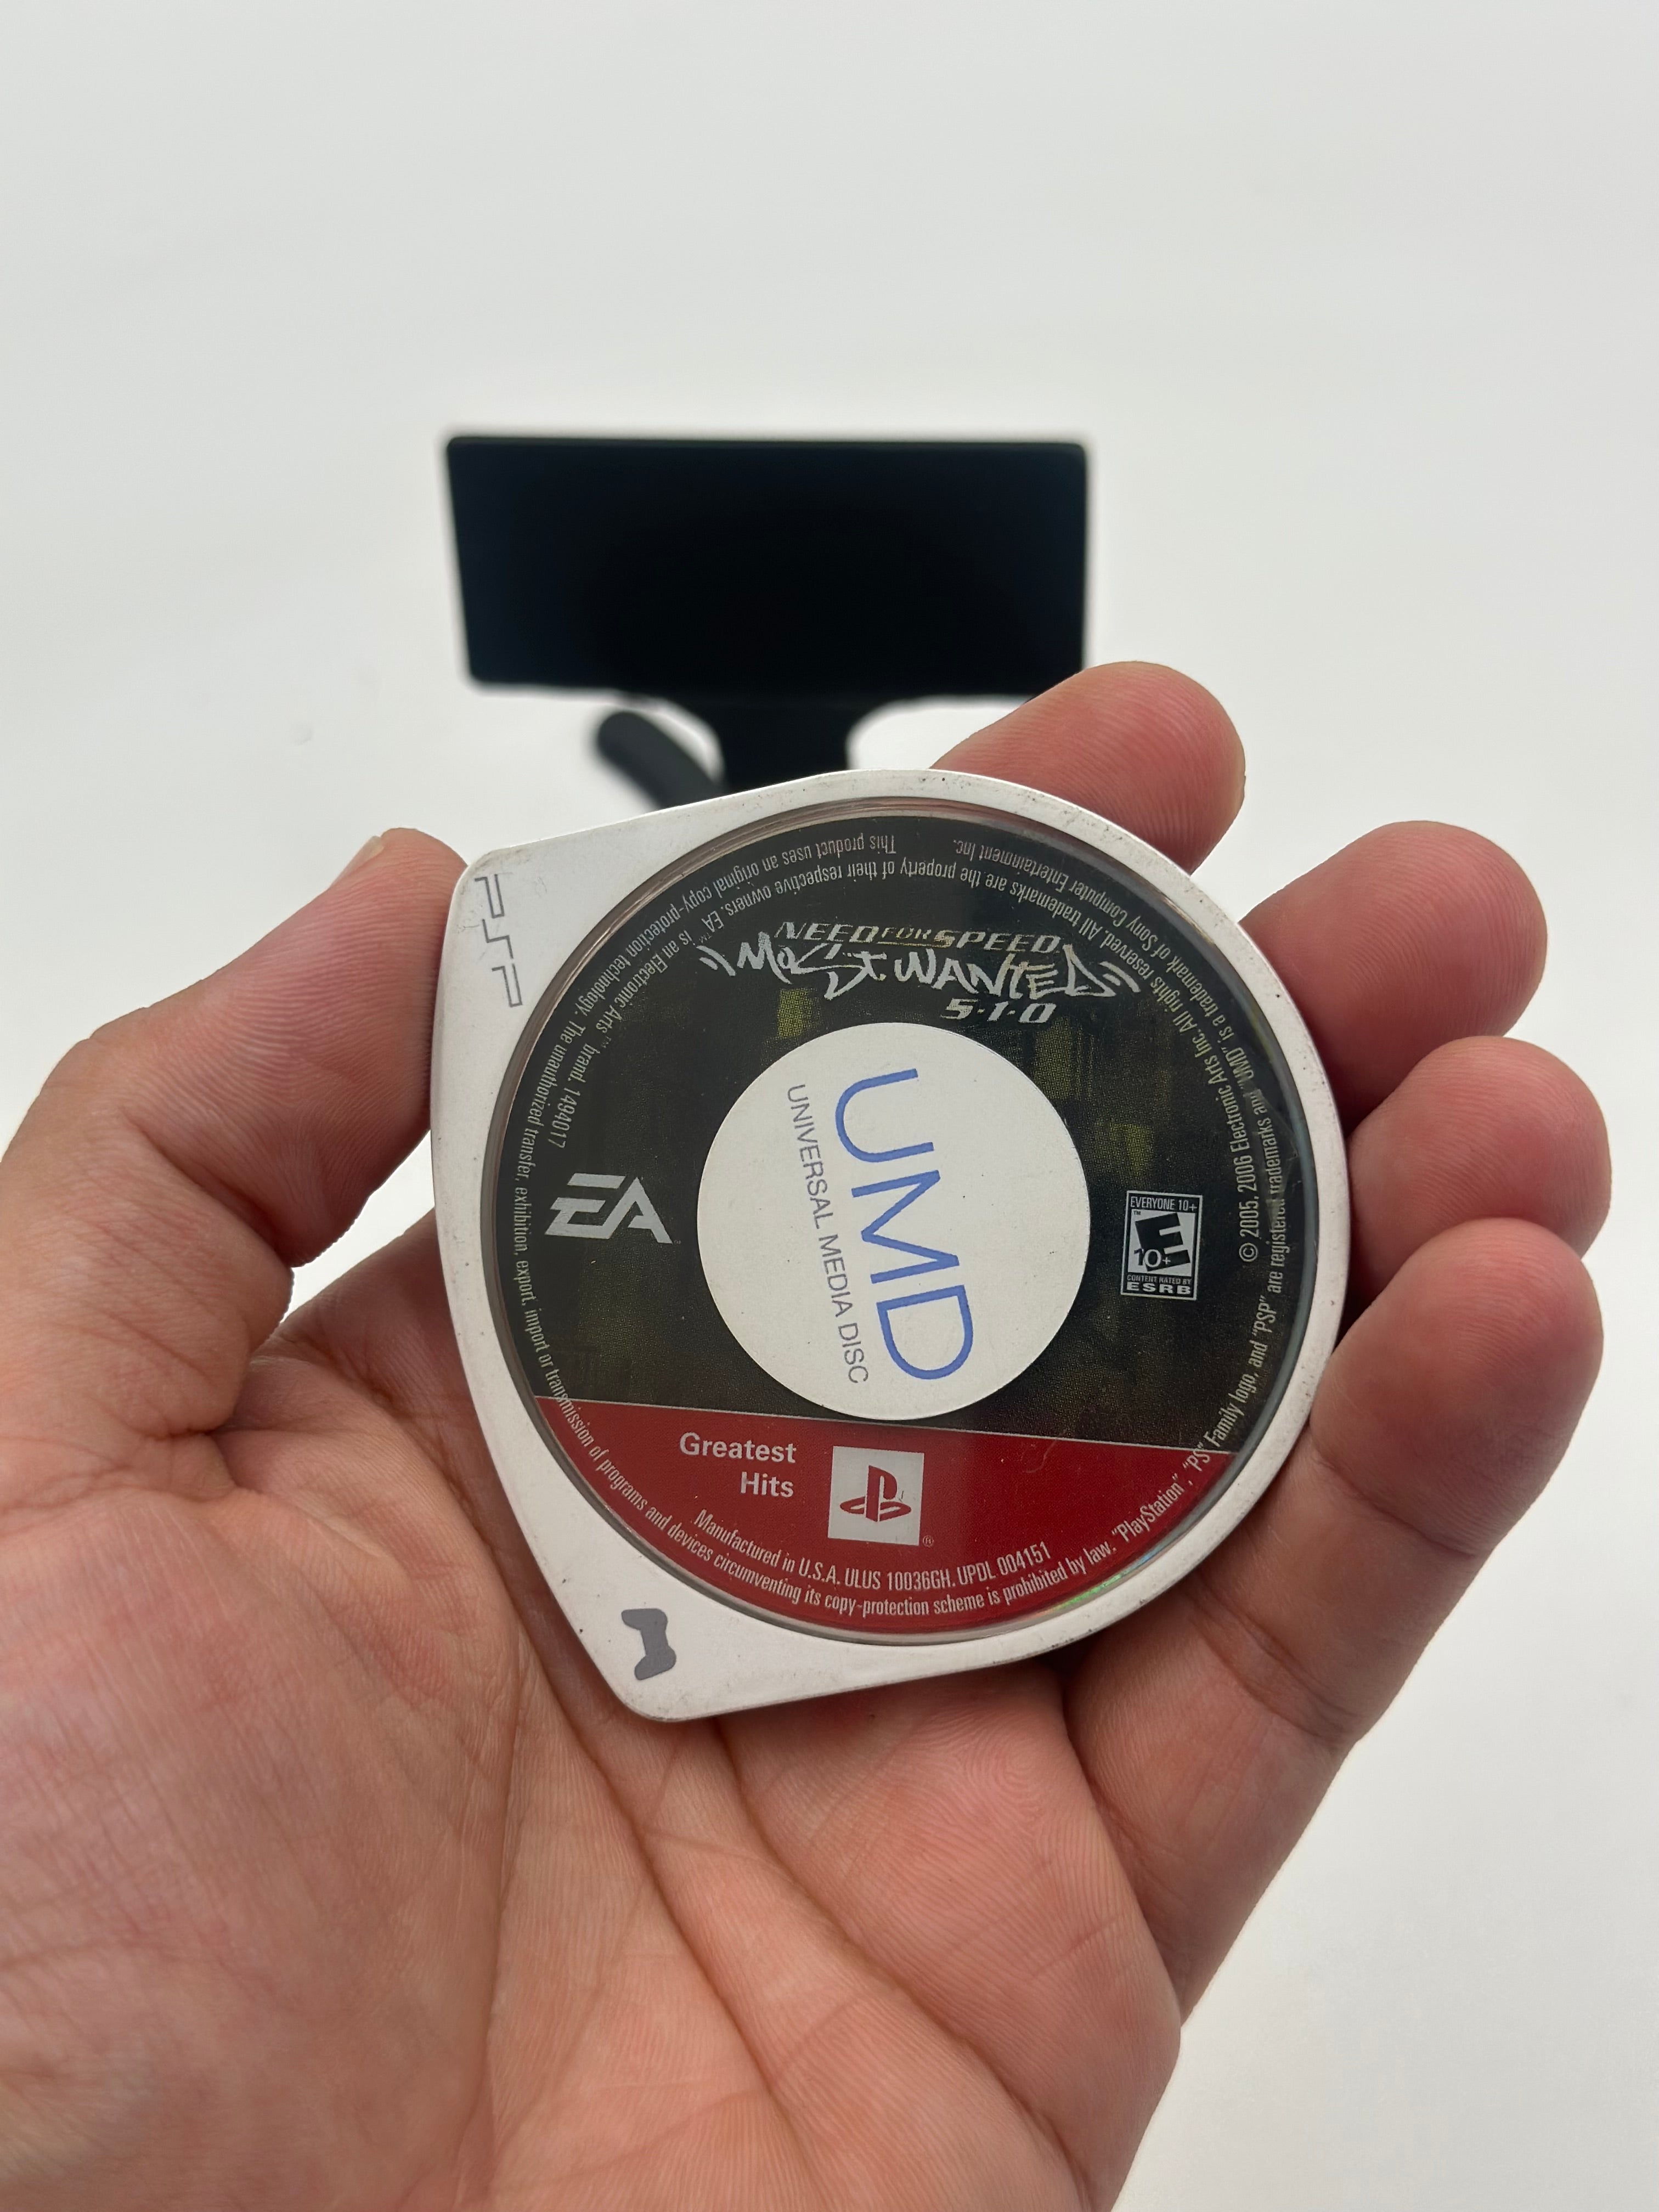 PSP
NEED FOR SPEED
MOST WANTED
5-1-0
UMD
UNIVERSAL MEDIA DISC
EA™
EVERYONE 10+
E
10+
CONTENT RATED BY
ESRB
Greatest
Hits
®
Manufactured in U.S.A. ULUS 10036GH. UPDL 004151
© 2005, 2006 Electronic Arts Inc. All rights reserved. All trademarks are the property of their respective owners. EA™ is an Electronic Arts™ brand. 1494017
"PlayStation", "PS" Family logo, and "PSP" are registered trademarks and "UMD" is a trademark of Sony Computer Entertainment Inc.
This product uses an original copy-protection technology. The unauthorized transfer, exhibition, export, import or transmission of programs and devices circumventing its copy-protection scheme is prohibited by law.